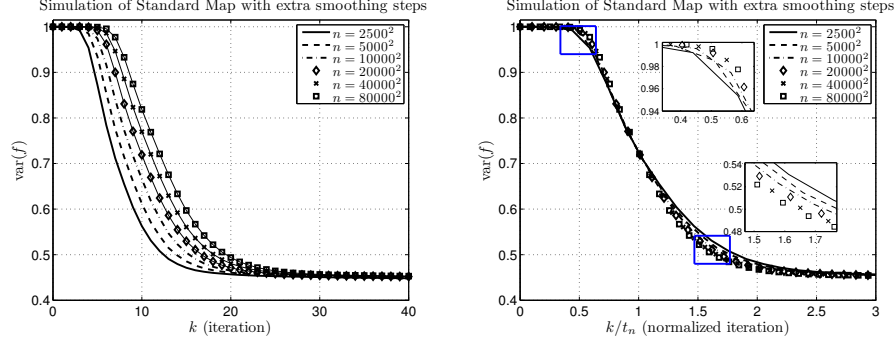 Simulation of Standard Map with extra smoothing steps
1
0.9
0.8
0.7
0.6
0.5
0.4
var(f)
0
10
20
30
40
k (iteration)
n = 2500²
n = 5000²
n = 10000²
n = 20000²
n = 40000²
n = 80000²
Simulation of Standard Map with extra smoothing steps
1
0.9
0.8
0.7
0.6
0.5
0.4
var(f)
0
0.5
1
1.5
2
2.5
3
k/tₙ (normalized iteration)
n = 2500²
n = 5000²
n = 10000²
n = 20000²
n = 40000²
n = 80000²
1
0.98
0.96
0.94
0.4
0.5
0.6
0.54
0.52
0.5
0.48
1.5
1.6
1.7